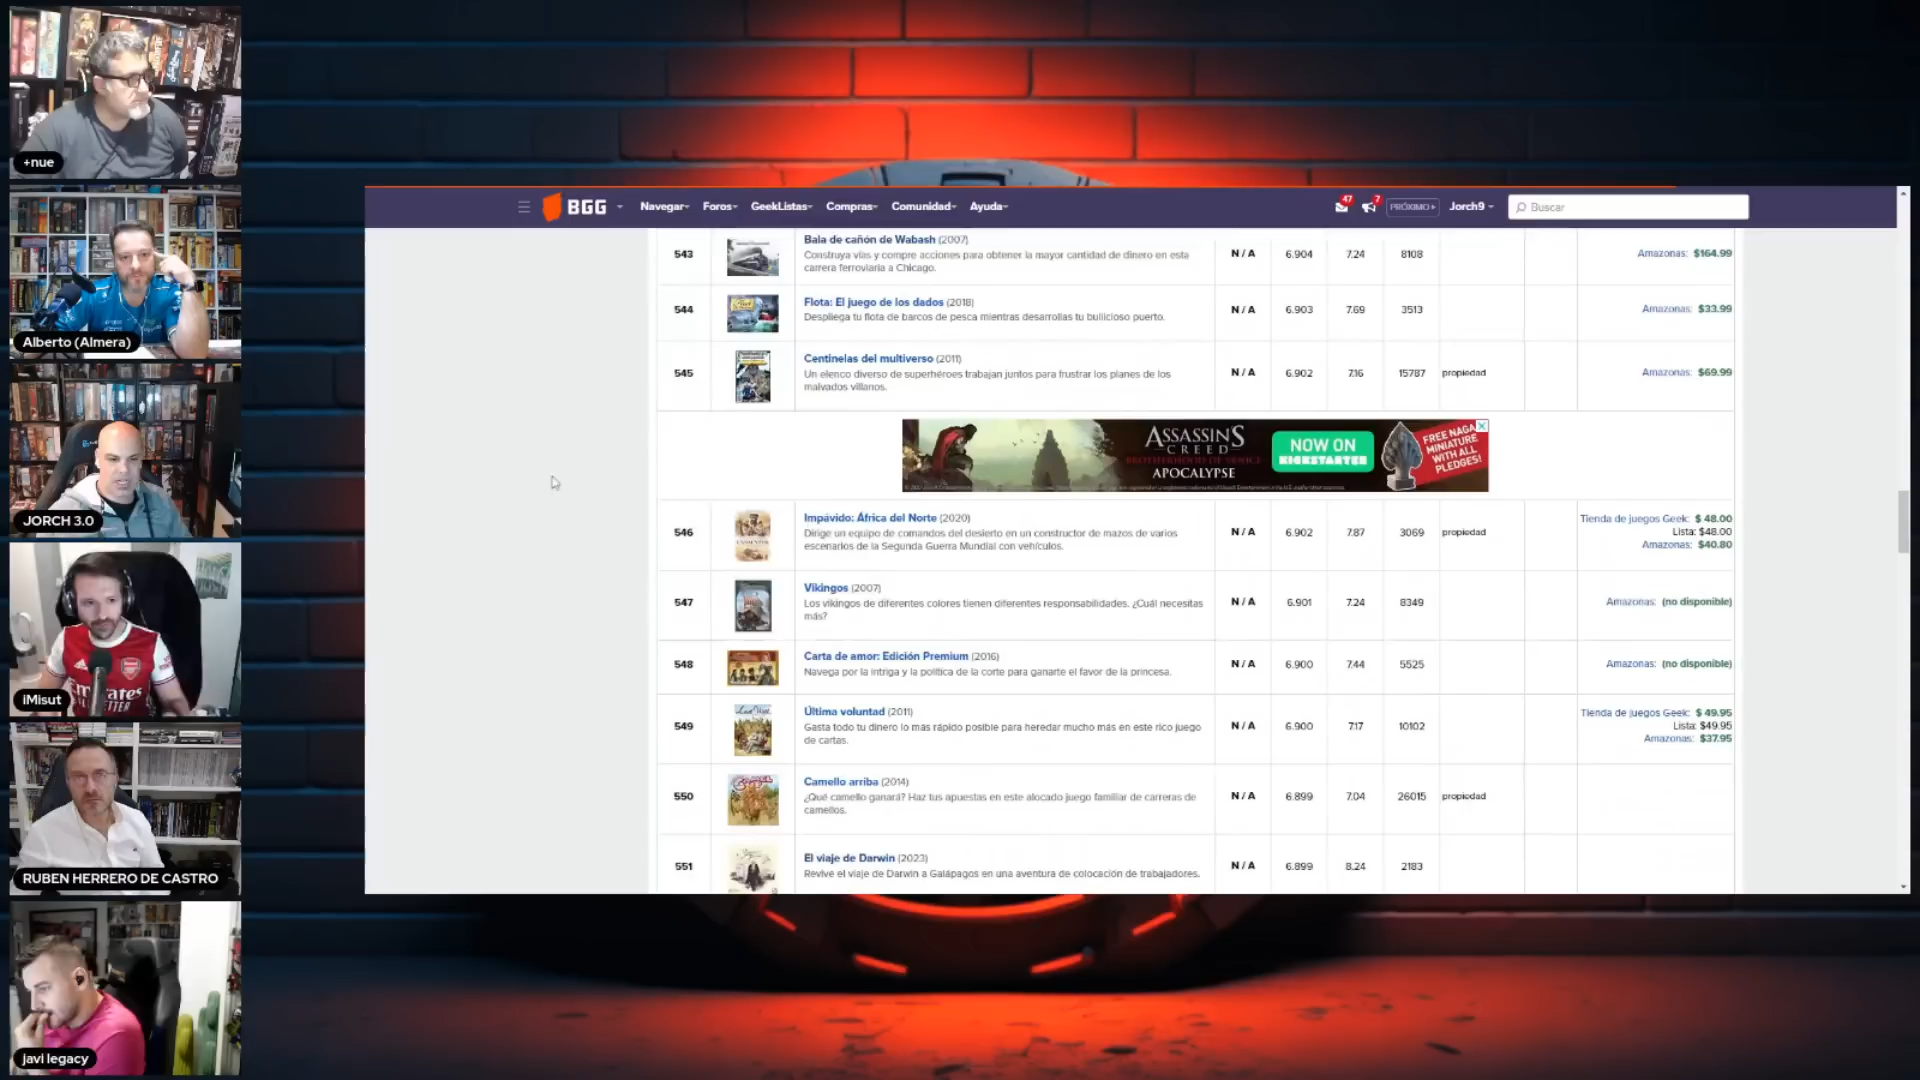 +nue
Alberto (Almera)
JORCH 3.0
iMisut
RUBEN HERRERO DE CASTRO
javi legacy
BGG
Navegar
Foros
GeekListas
Compras
Comunidad
Ayuda
47
7
PRÓXIMO
Jorch9
Buscar
543
Bala de cañón de Wabash (2007)
Construya vías y compre acciones para obtener la mayor cantidad de dinero en esta
carrera ferroviaria a Chicago.
N/A 6.904 7.24 8108
Amazonas: $164.99
544
Flota: El juego de los dados (2018)
Despliega tu flota de barcos de pesca mientras desarrollas tu bullicioso puerto.
N/A 6.903 7.69 3513
Amazonas: $33.99
545
Centinelas del multiverso (2011)
Un elenco diverso de superhéroes trabajan juntos para frustrar los planes de los
malvados villanos.
N/A 6.902 7.16 15787 propiedad
Amazonas: $69.99
ASSASSIN'S
CREED
BROTHERHOOD OF VENICE
APOCALYPSE
NOW ON
KICKSTARTER
FREE NAGA
MINIATURE
WITH ALL
PLEDGES!
546
Impávido: África del Norte (2020)
Dirige un equipo de comandos del desierto en un constructor de mazos de varios
escenarios de la Segunda Guerra Mundial con vehículos.
N/A 6.902 7.87 3069 propiedad
Tienda de juegos Geek: $ 48.00
Lista: $48.00
Amazonas: $40.80
547
Vikingos (2007)
Los vikingos de diferentes colores tienen diferentes responsabilidades. ¿Cuál necesitas
más?
N/A 6.901 7.24 8349
Amazonas: (no disponible)
548
Carta de amor: Edición Premium (2016)
Navega por la intriga y la política de la corte para ganarte el favor de la princesa.
N/A 6.900 7.44 5525
Amazonas: (no disponible)
549
Última voluntad (2011)
Gasta todo tu dinero lo más rápido posible para heredar mucho más en este rico juego
de cartas.
N/A 6.900 7.17 10102
Tienda de juegos Geek: $ 49.95
Lista: $49.95
Amazonas: $37.95
550
Camello arriba (2014)
¿Qué camello ganará? Haz tus apuestas en este alocado juego familiar de carreras de
camellos.
N/A 6.899 7.04 26015 propiedad
551
El viaje de Darwin (2023)
Revive el viaje de Darwin a Galápagos en una aventura de colocación de trabajadores.
N/A 6.899 8.24 2183